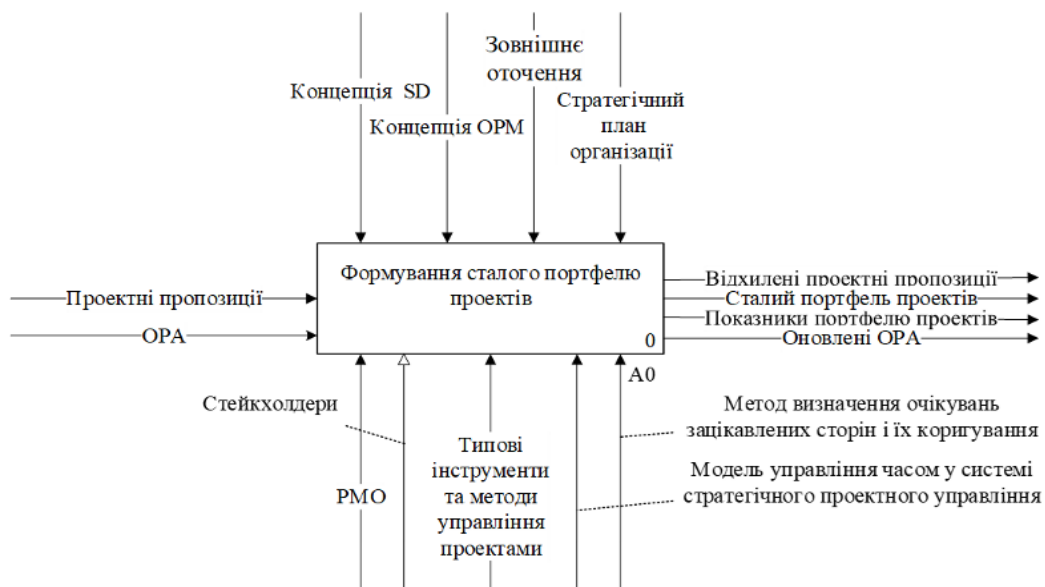 Зовнішнє
оточення
Концепція SD
Стратегічний
план
організації
Концепція OPM
Формування сталого портфелю
проектів
0
A0
Проектні пропозиції
OPA
Відхилені проектні пропозиції
Сталий портфель проектів
Показники портфелю проектів
Оновлені OPA
Стейкхолдери
PMO
Типові
інструменти
та методи
управління
проектами
Метод визначення очікувань
зацікавлених сторін і їх коригування
Модель управління часом у системі
стратегічного проектного управління